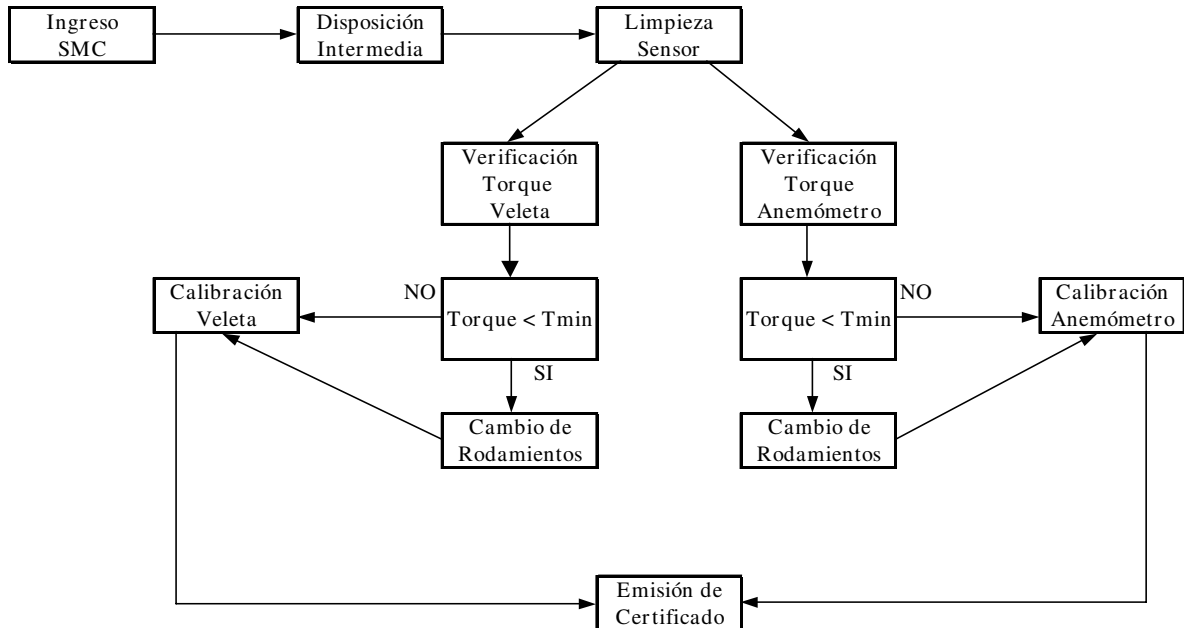 Ingreso
SMC
Disposición
Intermedia
Limpieza
Sensor
Verificación
Torque
Veleta
Verificación
Torque
Anemómetro
Calibración
Veleta
NO
Torque < Tmin
SI
Torque < Tmin
NO
SI
Calibración
Anemómetro
Cambio de
Rodamientos
Cambio de
Rodamientos
Emisión de
Certificado